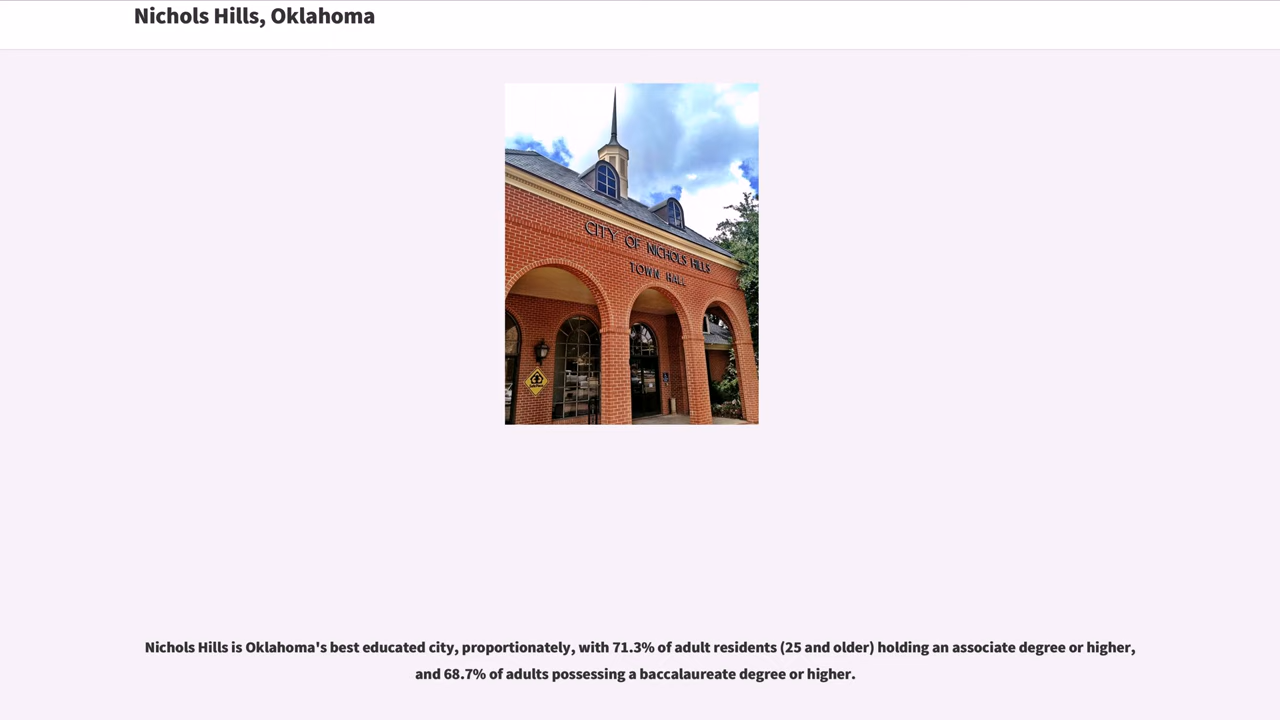 Nichols Hills, Oklahoma
CITY OF NICHOLS HILLS
TOWN HALL
Nichols Hills is Oklahoma's best educated city, proportionately, with 71.3% of adult residents (25 and older) holding an associate degree or higher,
and 68.7% of adults possessing a baccalaureate degree or higher.